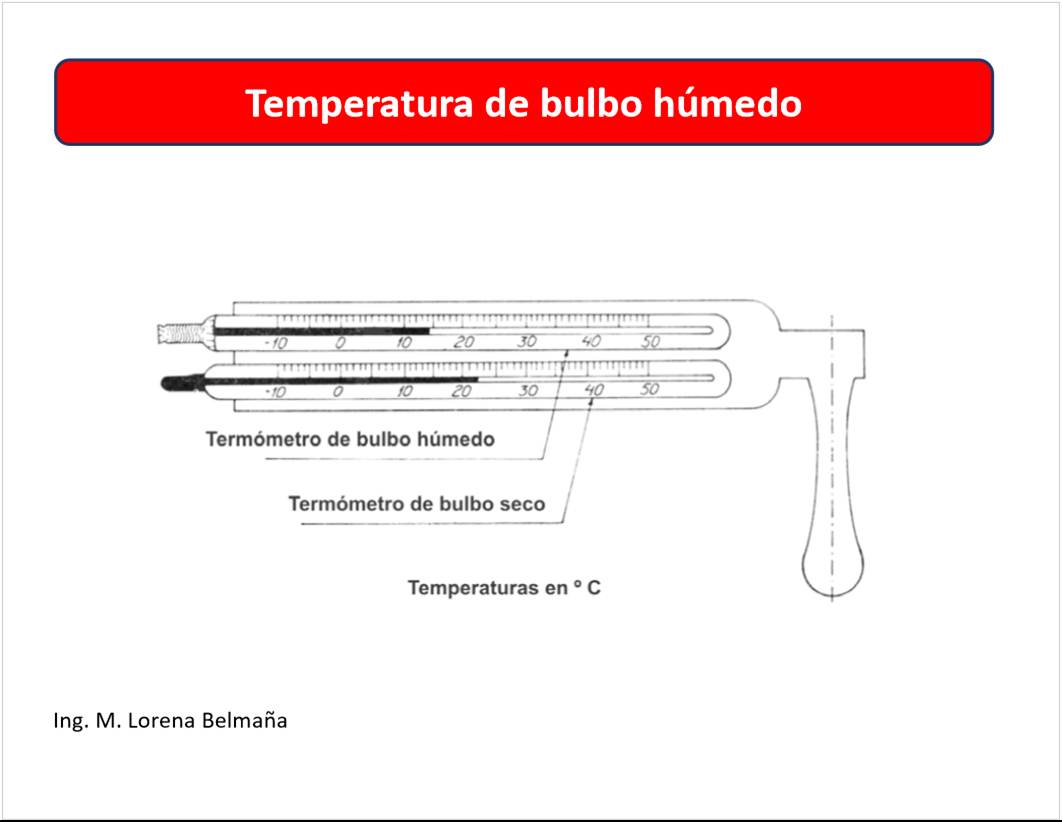 Temperatura de bulbo húmedo
-10 0 10 20 30 40 50
-10 0 10 20 30 40 50
Termómetro de bulbo húmedo
Termómetro de bulbo seco
Temperaturas en º C
Ing. M. Lorena Belmaña